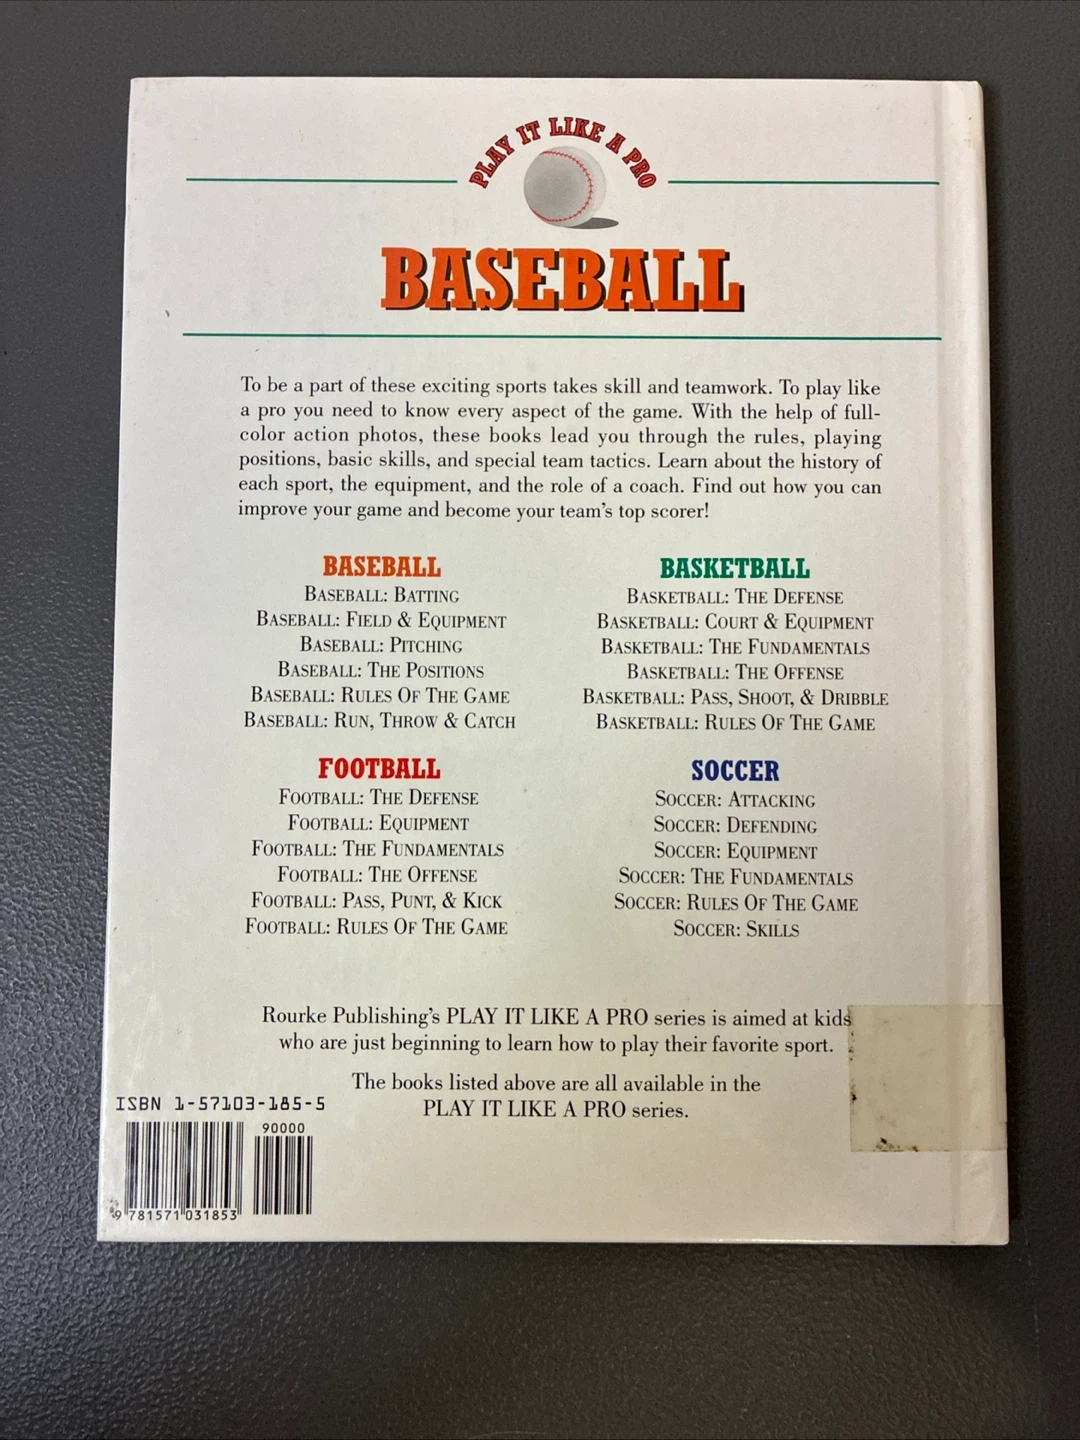 PLAY IT LIKE A PRO
BASEBALL
To be a part of these exciting sports takes skill and teamwork. To play like
a pro you need to know every aspect of the game. With the help of full-
color action photos, these books lead you through the rules, playing
positions, basic skills, and special team tactics. Learn about the history of
each sport, the equipment, and the role of a coach. Find out how you can
improve your game and become your team's top scorer!
BASEBALL
BASEBALL: BATTING
BASEBALL: FIELD & EQUIPMENT
BASEBALL: PITCHING
BASEBALL: THE POSITIONS
BASEBALL: RULES OF THE GAME
BASEBALL: RUN, THROW & CATCH
BASKETBALL
BASKETBALL: THE DEFENSE
BASKETBALL: COURT & EQUIPMENT
BASKETBALL: THE FUNDAMENTALS
BASKETBALL: THE OFFENSE
BASKETBALL: PASS, SHOOT, & DRIBBLE
BASKETBALL: RULES OF THE GAME
FOOTBALL
FOOTBALL: THE DEFENSE
FOOTBALL: EQUIPMENT
FOOTBALL: THE FUNDAMENTALS
FOOTBALL: THE OFFENSE
FOOTBALL: PASS, PUNT, & KICK
FOOTBALL: RULES OF THE GAME
SOCCER
SOCCER: ATTACKING
SOCCER: DEFENDING
SOCCER: EQUIPMENT
SOCCER: THE FUNDAMENTALS
SOCCER: RULES OF THE GAME
SOCCER: SKILLS
Rourke Publishing's PLAY IT LIKE A PRO series is aimed at kids
who are just beginning to learn how to play their favorite sport.
The books listed above are all available in the
PLAY IT LIKE A PRO series.
ISBN 1-57103-185-5
90000
9 781571 031853